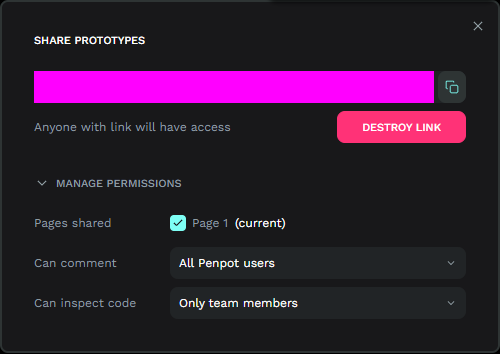 SHARE PROTOTYPES
Anyone with link will have access
DESTROY LINK
MANAGE PERMISSIONS
Pages shared
Page 1 (current)
Can comment
All Penpot users
Can inspect code
Only team members